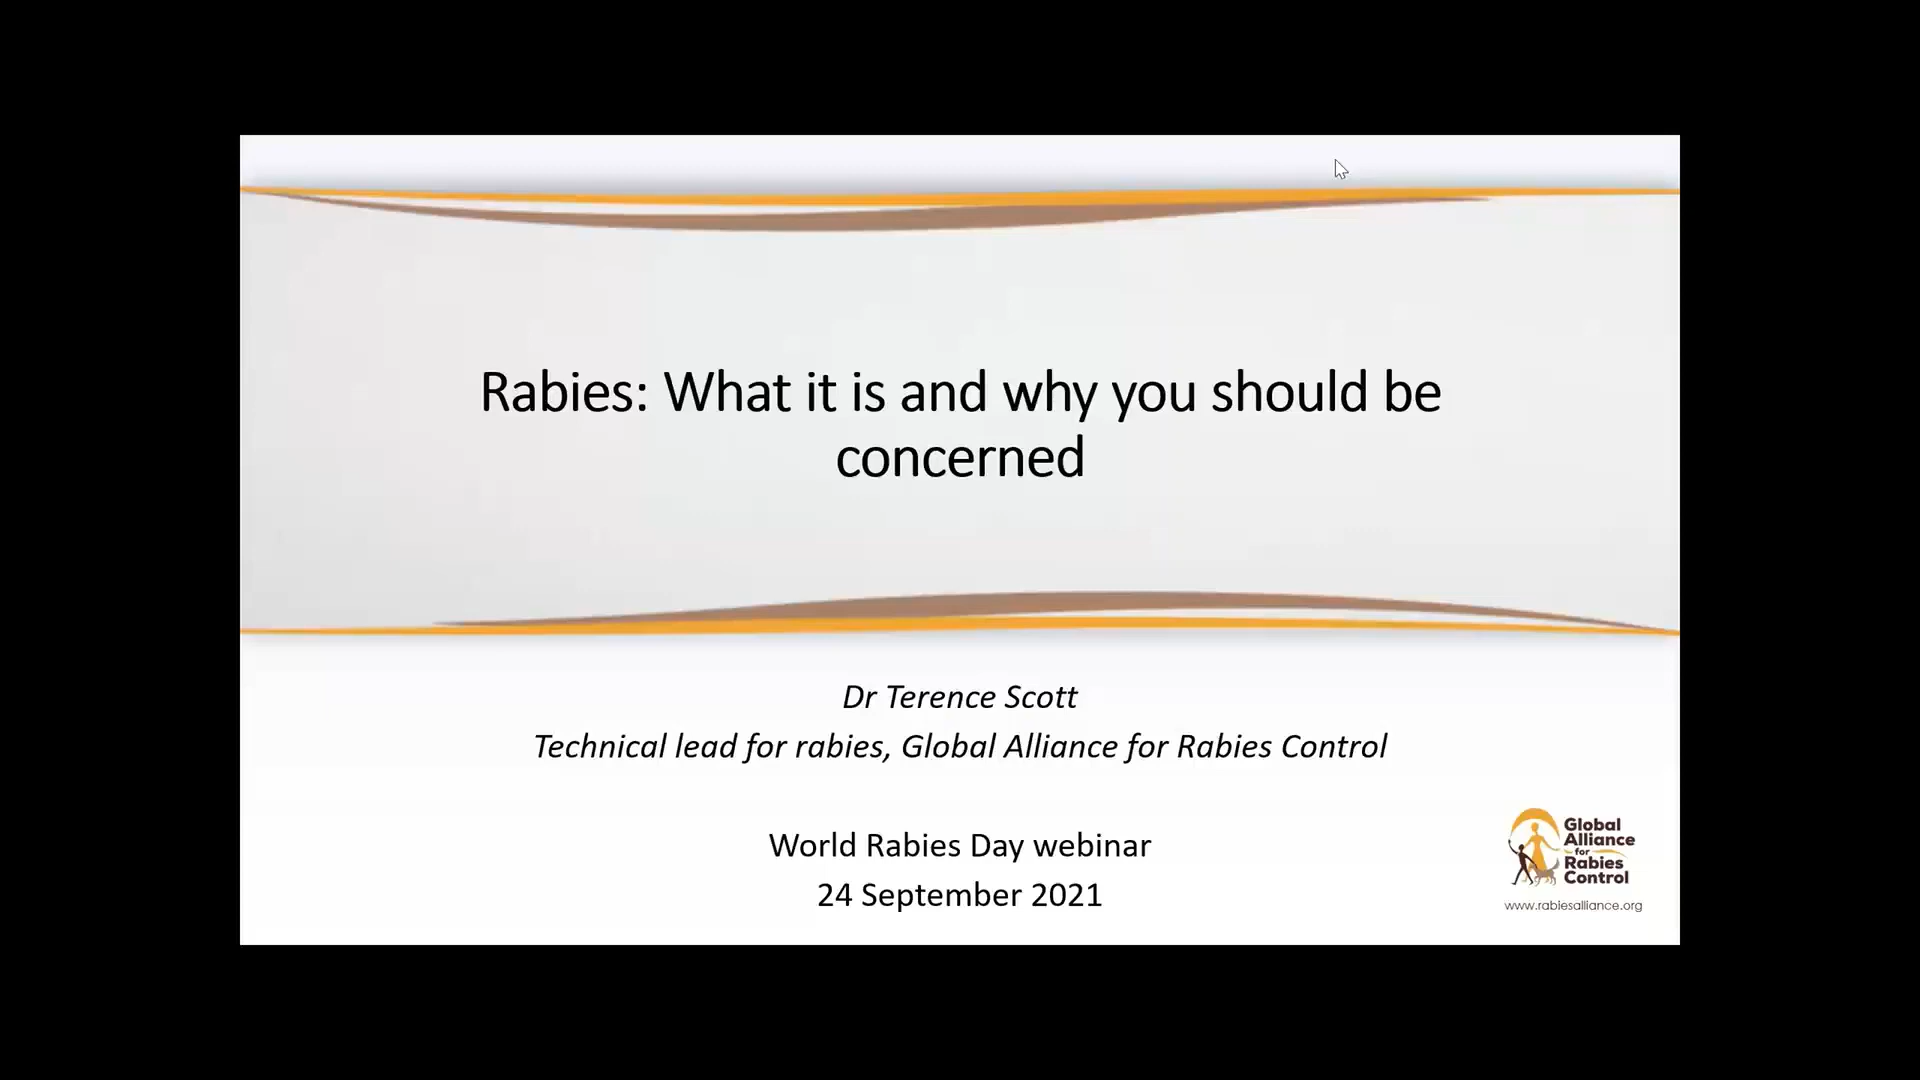 Rabies: What it is and why you should be
concerned
Dr Terence Scott
Technical lead for rabies, Global Alliance for Rabies Control
World Rabies Day webinar
24 September 2021
Global
Alliance
for
Rabies
Control
www.rabiesalliance.org